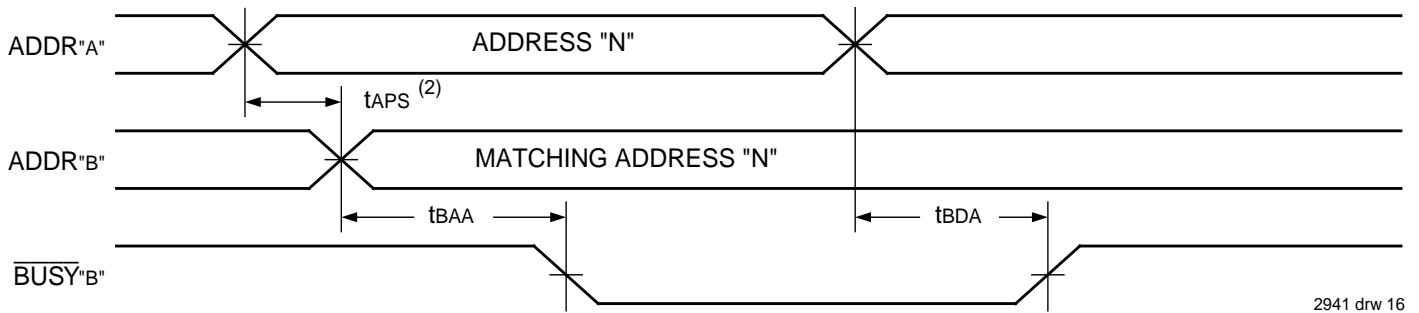 ADDR"A"
ADDRESS "N"
tAPS (2)
ADDR"B"
MATCHING ADDRESS "N"
tBAA
tBDA
BUSY"B"
2941 drw 16